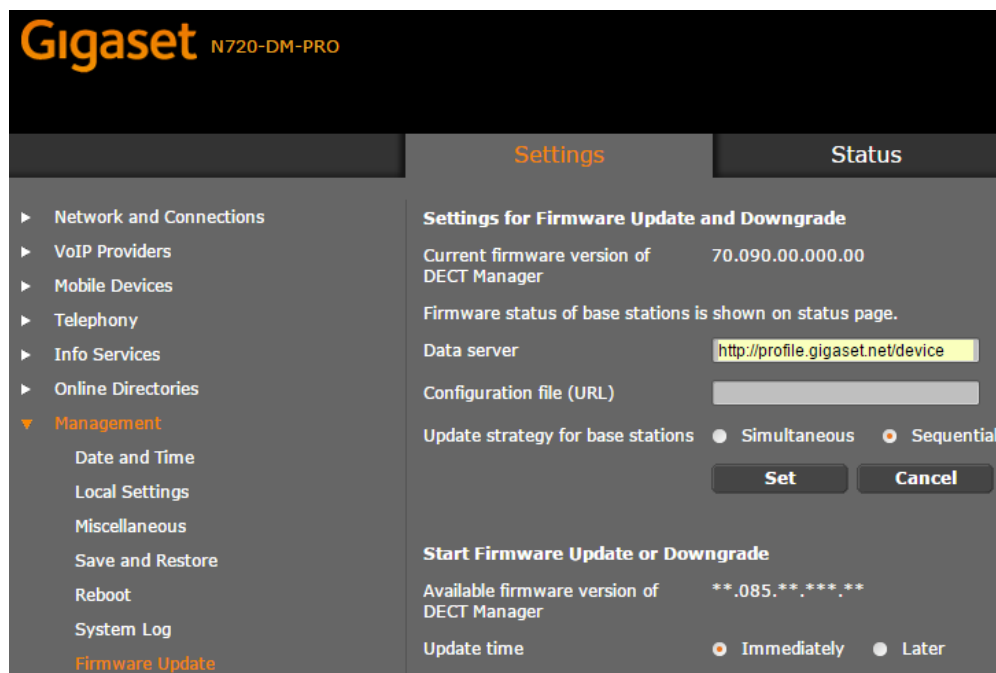 Gigaset N720-DM-PRO
Settings
Status
Network and Connections
VoIP Providers
Mobile Devices
Telephony
Info Services
Online Directories
Management
Date and Time
Local Settings
Miscellaneous
Save and Restore
Reboot
System Log
Firmware Update
Settings for Firmware Update and Downgrade
Current firmware version of
DECT Manager
70.090.00.000.00
Firmware status of base stations is shown on status page.
Data server
http://profile.gigaset.net/device
Configuration file (URL)
Update strategy for base stations
Simultaneous
Sequential
Set
Cancel
Start Firmware Update or Downgrade
Available firmware version of
DECT Manager
**.085.**.***.**
Update time
Immediately
Later